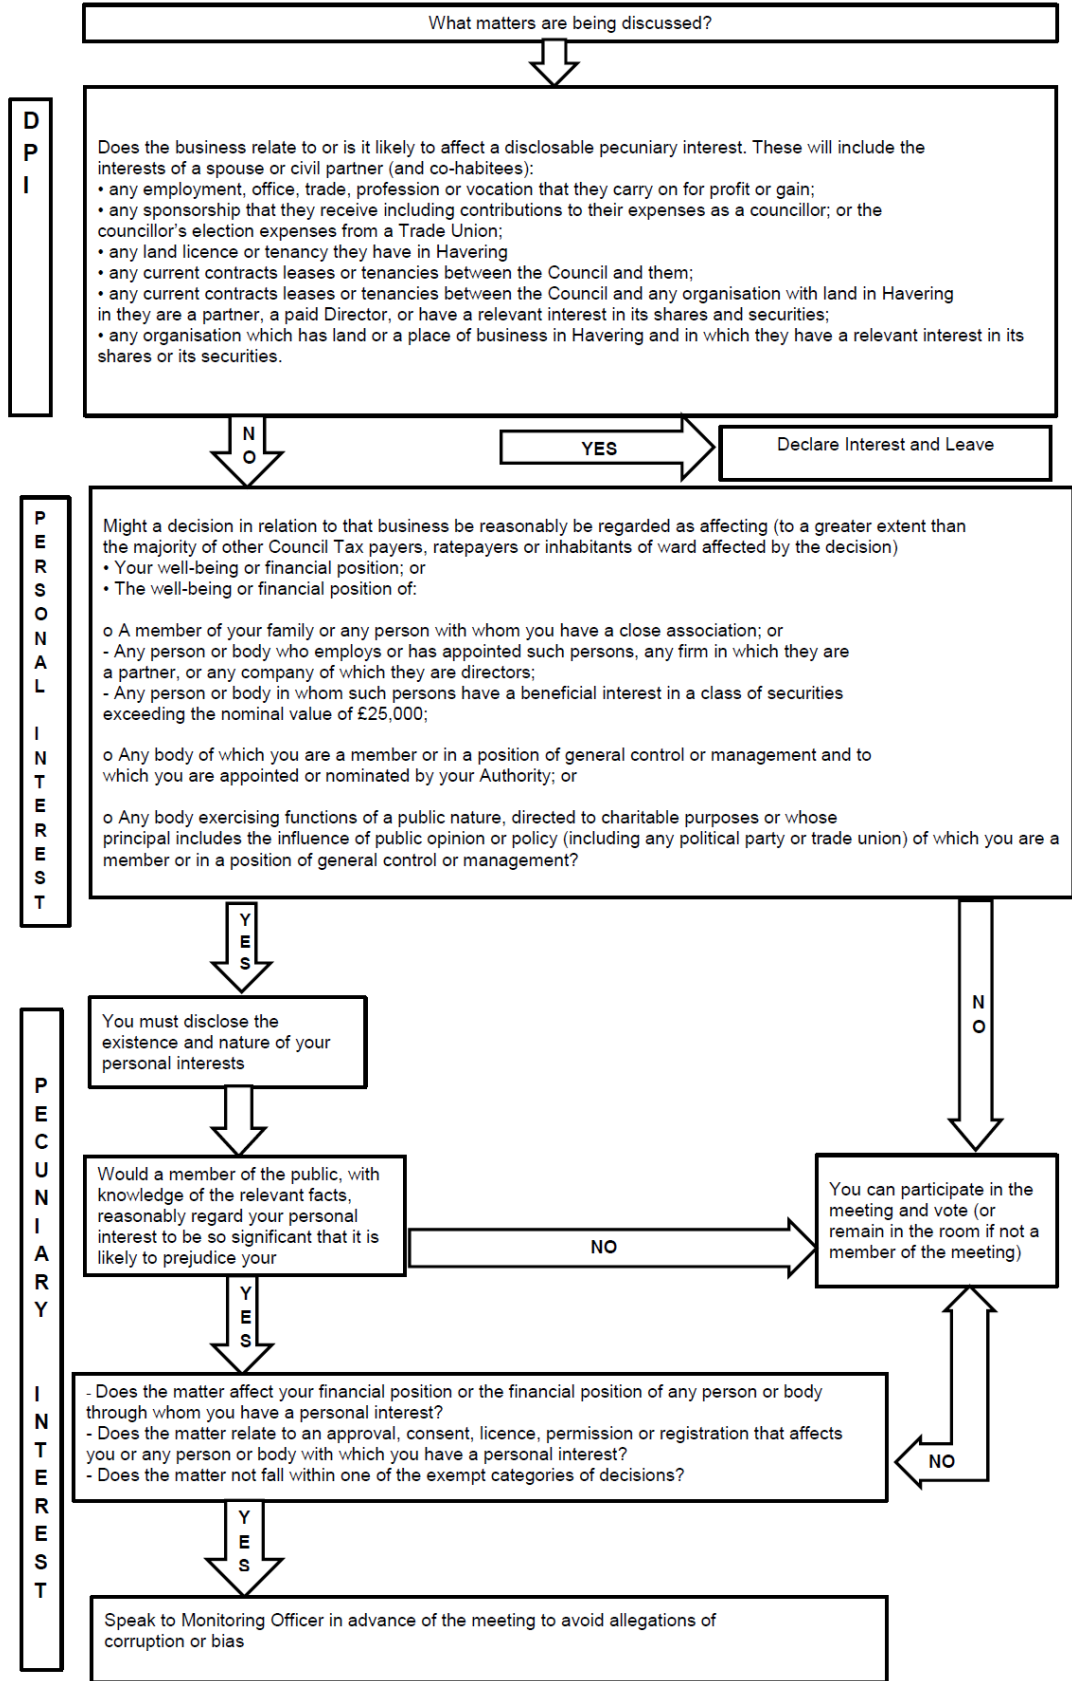 What matters are being discussed?
D
P
I
Does the business relate to or is it likely to affect a disclosable pecuniary interest. These will include the
interests of a spouse or civil partner (and co-habitees):
• any employment, office, trade, profession or vocation that they carry on for profit or gain;
• any sponsorship that they receive including contributions to their expenses as a councillor; or the
councillor's election expenses from a Trade Union;
• any land licence or tenancy they have in Havering
• any current contracts leases or tenancies between the Council and them;
• any current contracts leases or tenancies between the Council and any organisation with land in Havering
in they are a partner, a paid Director, or have a relevant interest in its shares and securities;
• any organisation which has land or a place of business in Havering and in which they have a relevant interest in its
shares or its securities.
N
O
YES
Declare Interest and Leave
P
E
R
S
O
N
A
L
I
N
T
E
R
E
S
T
Might a decision in relation to that business be reasonably be regarded as affecting (to a greater extent than
the majority of other Council Tax payers, ratepayers or inhabitants of ward affected by the decision)
• Your well-being or financial position; or
• The well-being or financial position of:
o A member of your family or any person with whom you have a close association; or
- Any person or body who employs or has appointed such persons, any firm in which they are
a partner, or any company of which they are directors;
- Any person or body in whom such persons have a beneficial interest in a class of securities
exceeding the nominal value of £25,000;
o Any body of which you are a member or in a position of general control or management and to
which you are appointed or nominated by your Authority; or
o Any body exercising functions of a public nature, directed to charitable purposes or whose
principal includes the influence of public opinion or policy (including any political party or trade union) of which you are a
member or in a position of general control or management?
Y
E
S
N
O
You must disclose the
existence and nature of your
personal interests
P
E
C
U
N
I
A
R
Y
I
N
T
E
R
E
S
T
Would a member of the public, with
knowledge of the relevant facts,
reasonably regard your personal
interest to be so significant that it is
likely to prejudice your
NO
You can participate in the
meeting and vote (or
remain in the room if not a
member of the meeting)
Y
E
S
- Does the matter affect your financial position or the financial position of any person or body
through whom you have a personal interest?
- Does the matter relate to an approval, consent, licence, permission or registration that affects
you or any person or body with which you have a personal interest?
- Does the matter not fall within one of the exempt categories of decisions?
NO
Y
E
S
Speak to Monitoring Officer in advance of the meeting to avoid allegations of
corruption or bias